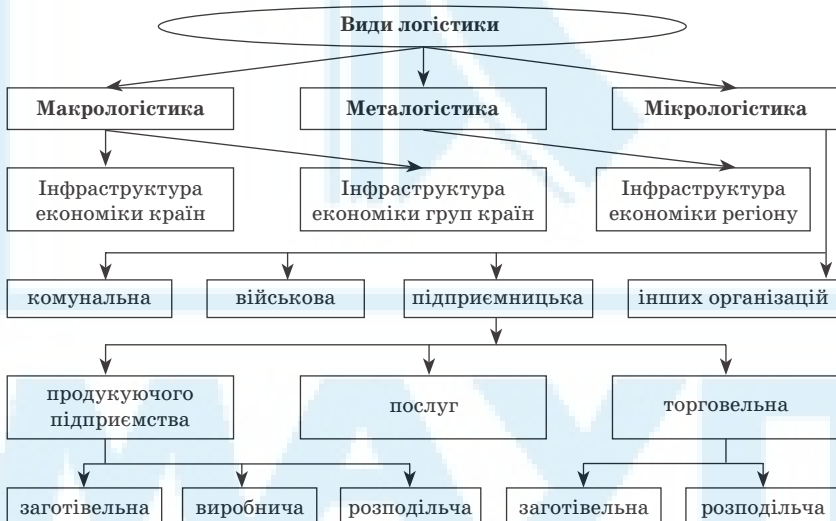 Види логістики
Макрологістика
Металогістика
Мікрологістика
Інфраструктура
економіки країн
Інфраструктура
економіки груп країн
Інфраструктура
економіки регіону
комунальна
військова
підприємницька
інших організацій
продукуючого
підприємства
послуг
торговельна
заготівельна
виробнича
розподільча
заготівельна
розподільча
МАУП